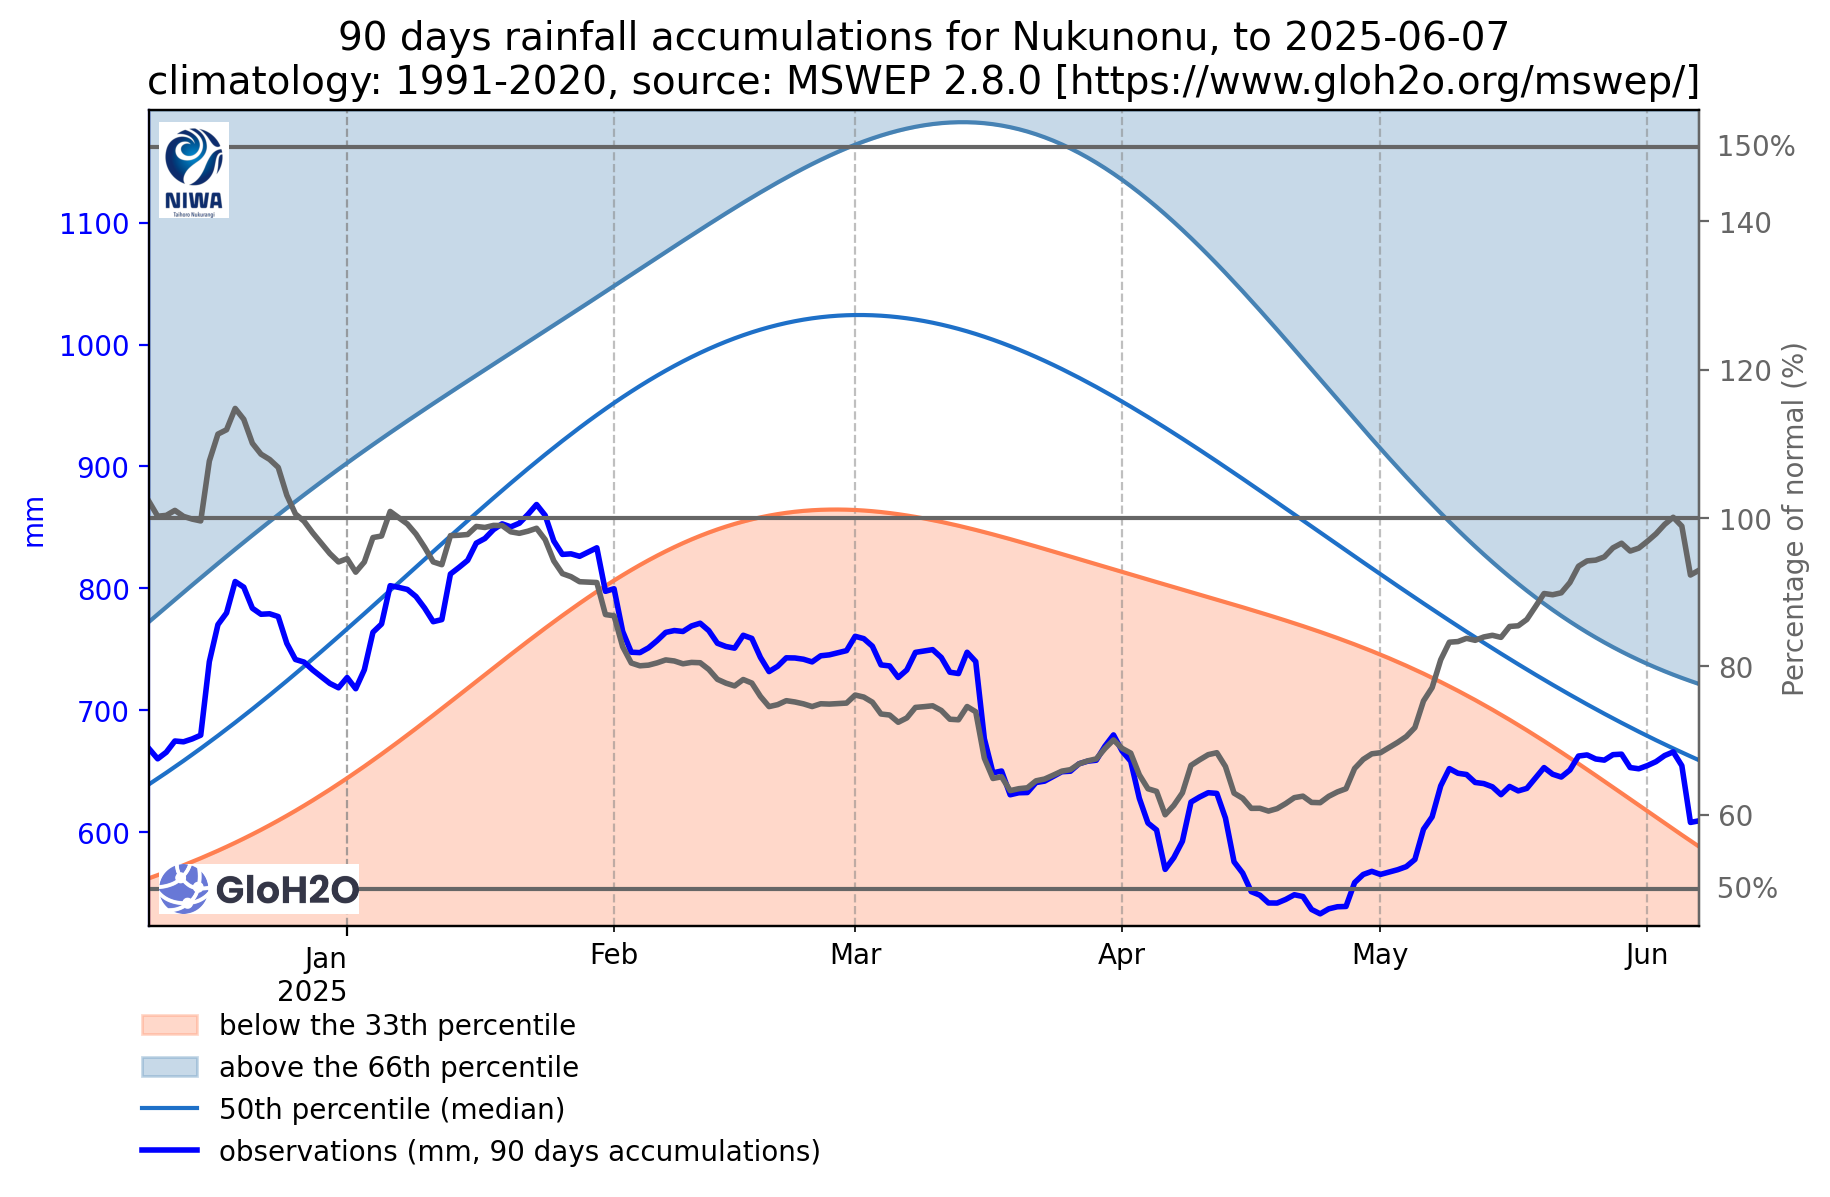 90 days rainfall accumulations for Nukunonu, to 2025-06-07
climatology: 1991-2020, source: MSWEP 2.8.0 [https://www.gloh2o.org/mswep/]
NIWA
Taihoro Nukurangi
1100
1000
900
800
700
600
mm
150%
140
120
100
80
60
50%
Percentage of normal (%)
GloH2O
Jan
2025
Feb
Mar
Apr
May
Jun
below the 33th percentile
above the 66th percentile
50th percentile (median)
observations (mm, 90 days accumulations)